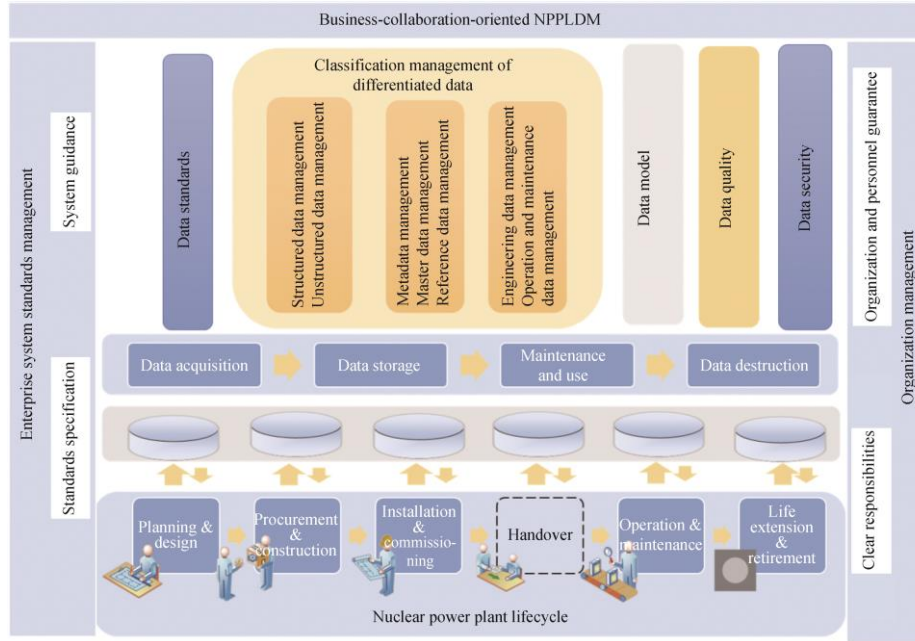 Business-collaboration-oriented NPPLDM
Enterprise system standards management
System guidance
Standards specification
Data standards
Classification management of
differentiated data
Structured data management
Unstructured data management
Metadata management
Master data management
Reference data management
Engineering data management
Operation and maintenance
data management
Data model
Data quality
Data security
Organization and personnel guarantee
Clear responsibilities
Organization management
Data acquisition
Data storage
Maintenance
and use
Data destruction
Planning &
design
Procurement
& construction
Installation
&
commissio-
ning
Handover
Operation &
maintenance
Life
extension &
retirement
Nuclear power plant lifecycle